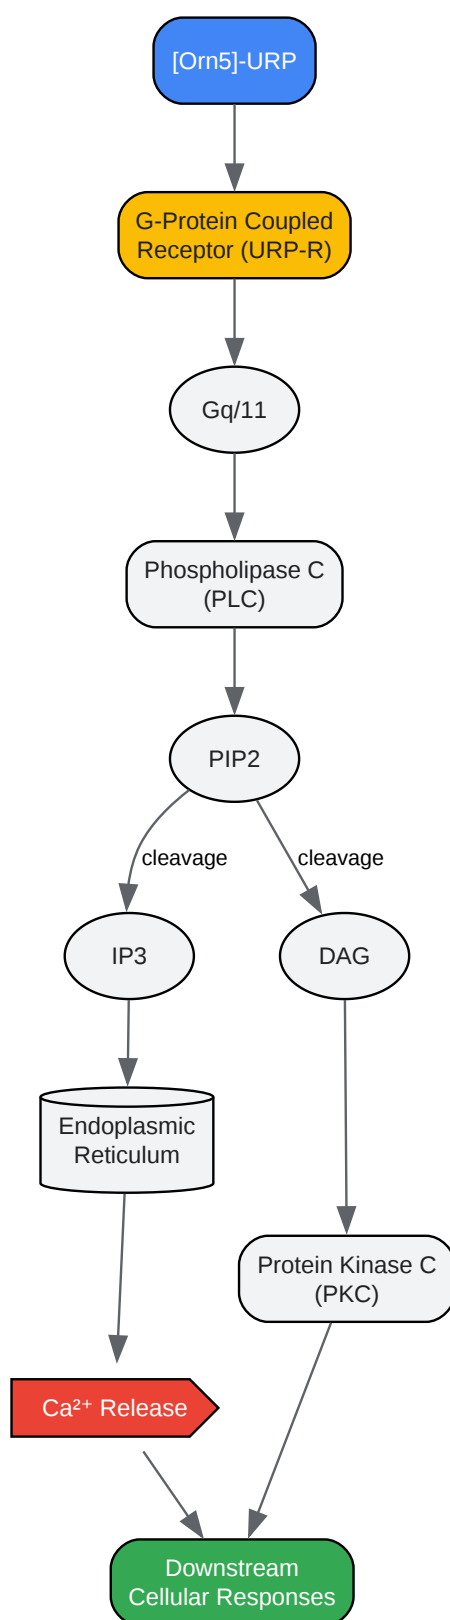 [Orn5]-URP
G-Protein Coupled
Receptor (URP-R)
Gq/11
Phospholipase C
(PLC)
PIP2
cleavage
cleavage
IP3
DAG
Endoplasmic
Reticulum
Protein Kinase C
(PKC)
Ca²⁺ Release
Downstream
Cellular Responses